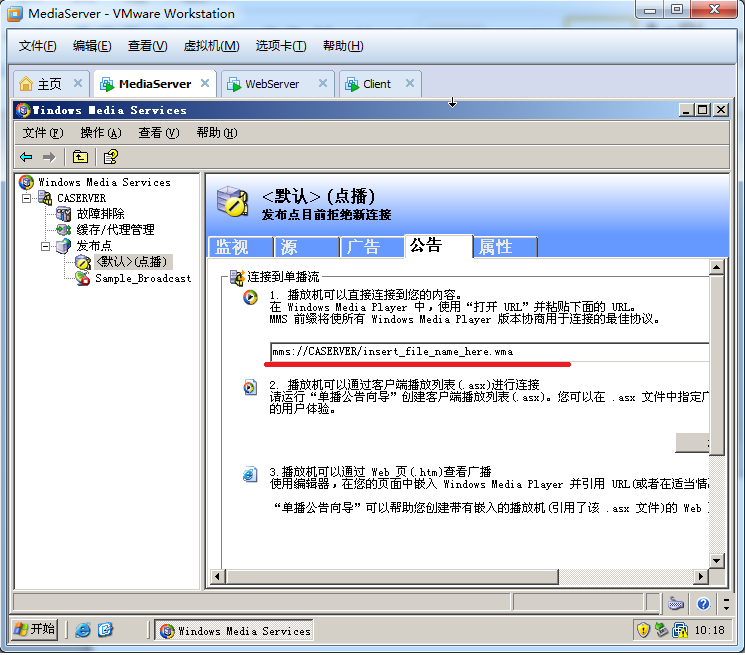 MediaServer - VMware Workstation
文件(F) 编辑(E) 查看(V) 虚拟机(M) 选项卡(T) 帮助(H)
主页 MediaServer WebServer Client
Windows Media Services
文件(F) 操作(A) 查看(V) 帮助(H)
Windows Media Services
CASERVER
故障排除
缓存/代理管理
发布点
<默认>(点播)
Sample_Broadcast
<默认>(点播)
发布点目前拒绝新连接
监视 源 广告 公告 属性
连接到单播流
1. 播放机可以直接连接到您的内容。
在 Windows Media Player 中，使用“打开 URL”并粘贴下面的 URL。
MMS 前缀将使所有 Windows Media Player 版本协商用于连接的最佳协议。
mms://CASERVER/insert_file_name_here.wma
2. 播放机可以通过客户端播放列表(.asx)进行连接
请运行“单播公告向导”创建客户端播放列表(.asx)。您可以在 .asx 文件中指定
的用户体验。
3.播放机可以通过 Web 页(.htm)查看广播
使用编辑器，在您的页面中嵌入 Windows Media Player 并引用 URL(或者在适当情
“单播公告向导”可以帮助您创建带有嵌入的播放机(引用了该 .asx 文件)的 Web
开始 Windows Media Services 10:18